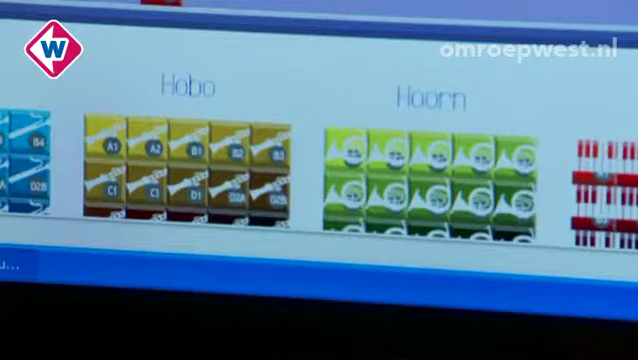 W
omroepwest.nl
Hobo
Hoorn
B4
A1 A2 B1 B2 B3
D2B
C1 C3 D1 D2A D2B
u...